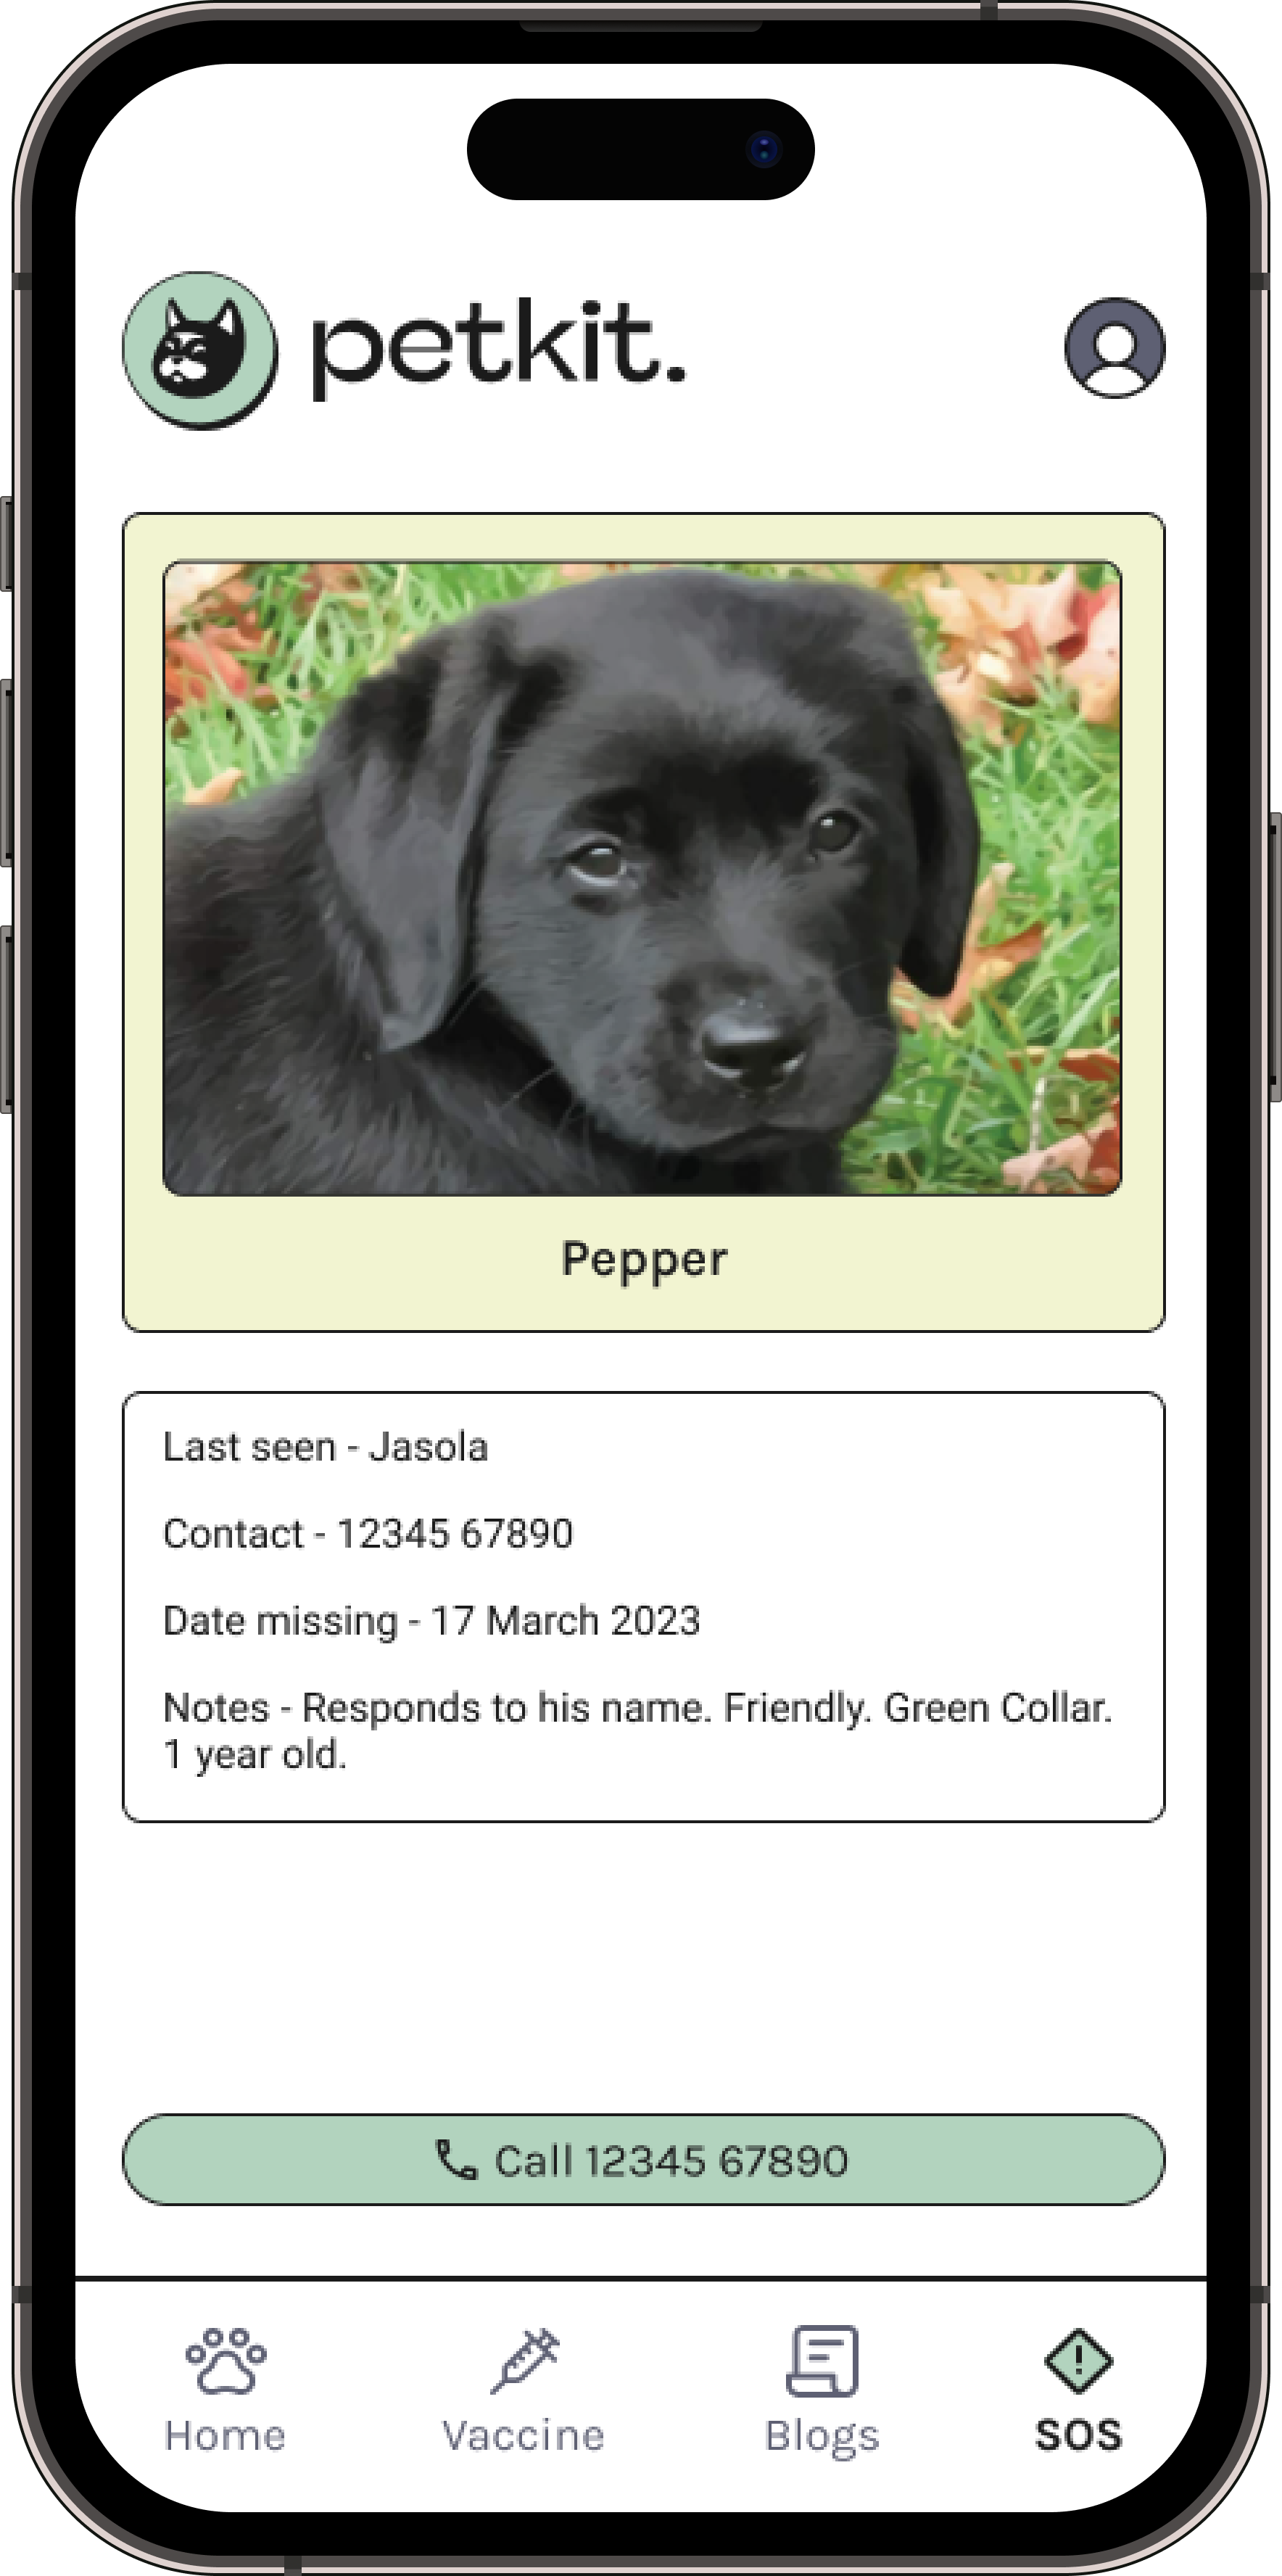 petkit.
Pepper
Last seen - Jasola
Contact - 12345 67890
Date missing - 17 March 2023
Notes - Responds to his name. Friendly. Green Collar.
1 year old.
Call 12345 67890
Home
Vaccine
Blogs
SOS